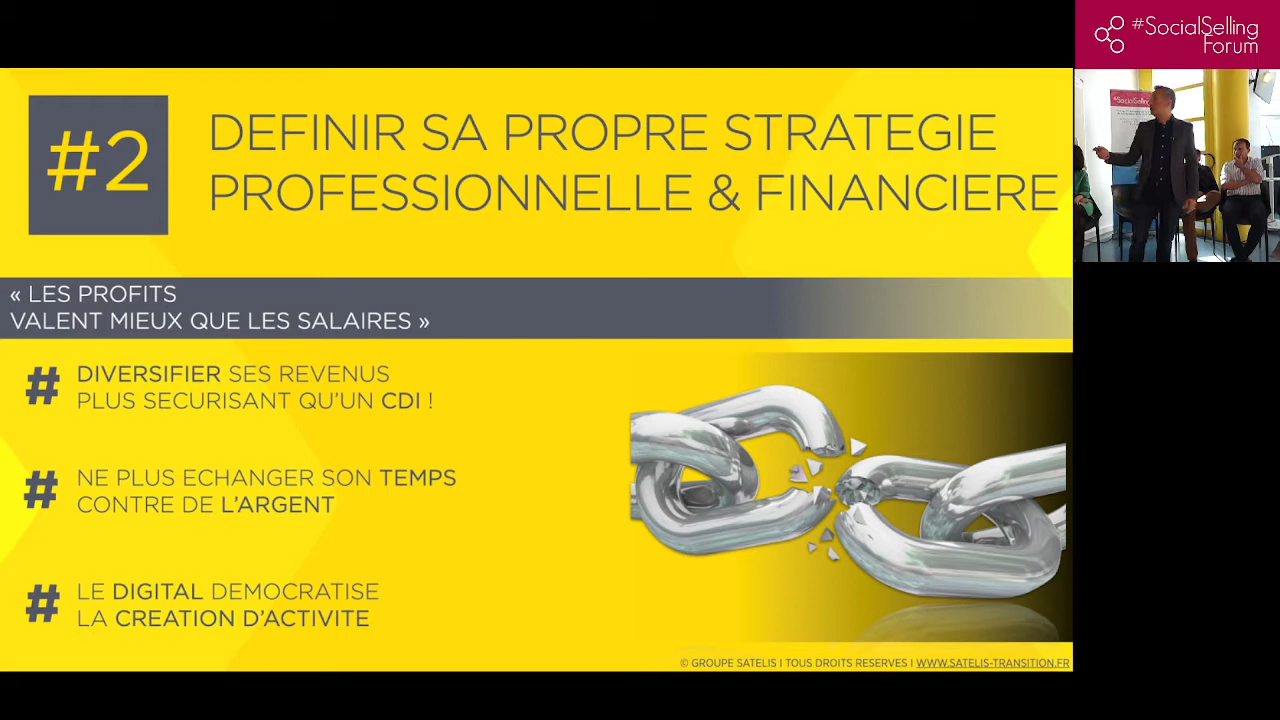 #SocialSelling
Forum
#2
DEFINIR SA PROPRE STRATEGIE
PROFESSIONNELLE & FINANCIERE
« LES PROFITS
VALENT MIEUX QUE LES SALAIRES »
# DIVERSIFIER SES REVENUS
PLUS SECURISANT QU'UN CDI !
# NE PLUS ECHANGER SON TEMPS
CONTRE DE L'ARGENT
# LE DIGITAL DEMOCRATISE
LA CREATION D'ACTIVITE
© GROUPE SATELIS I TOUS DROITS RESERVES I WWW.SATELIS-TRANSITION.FR
#SocialSelling